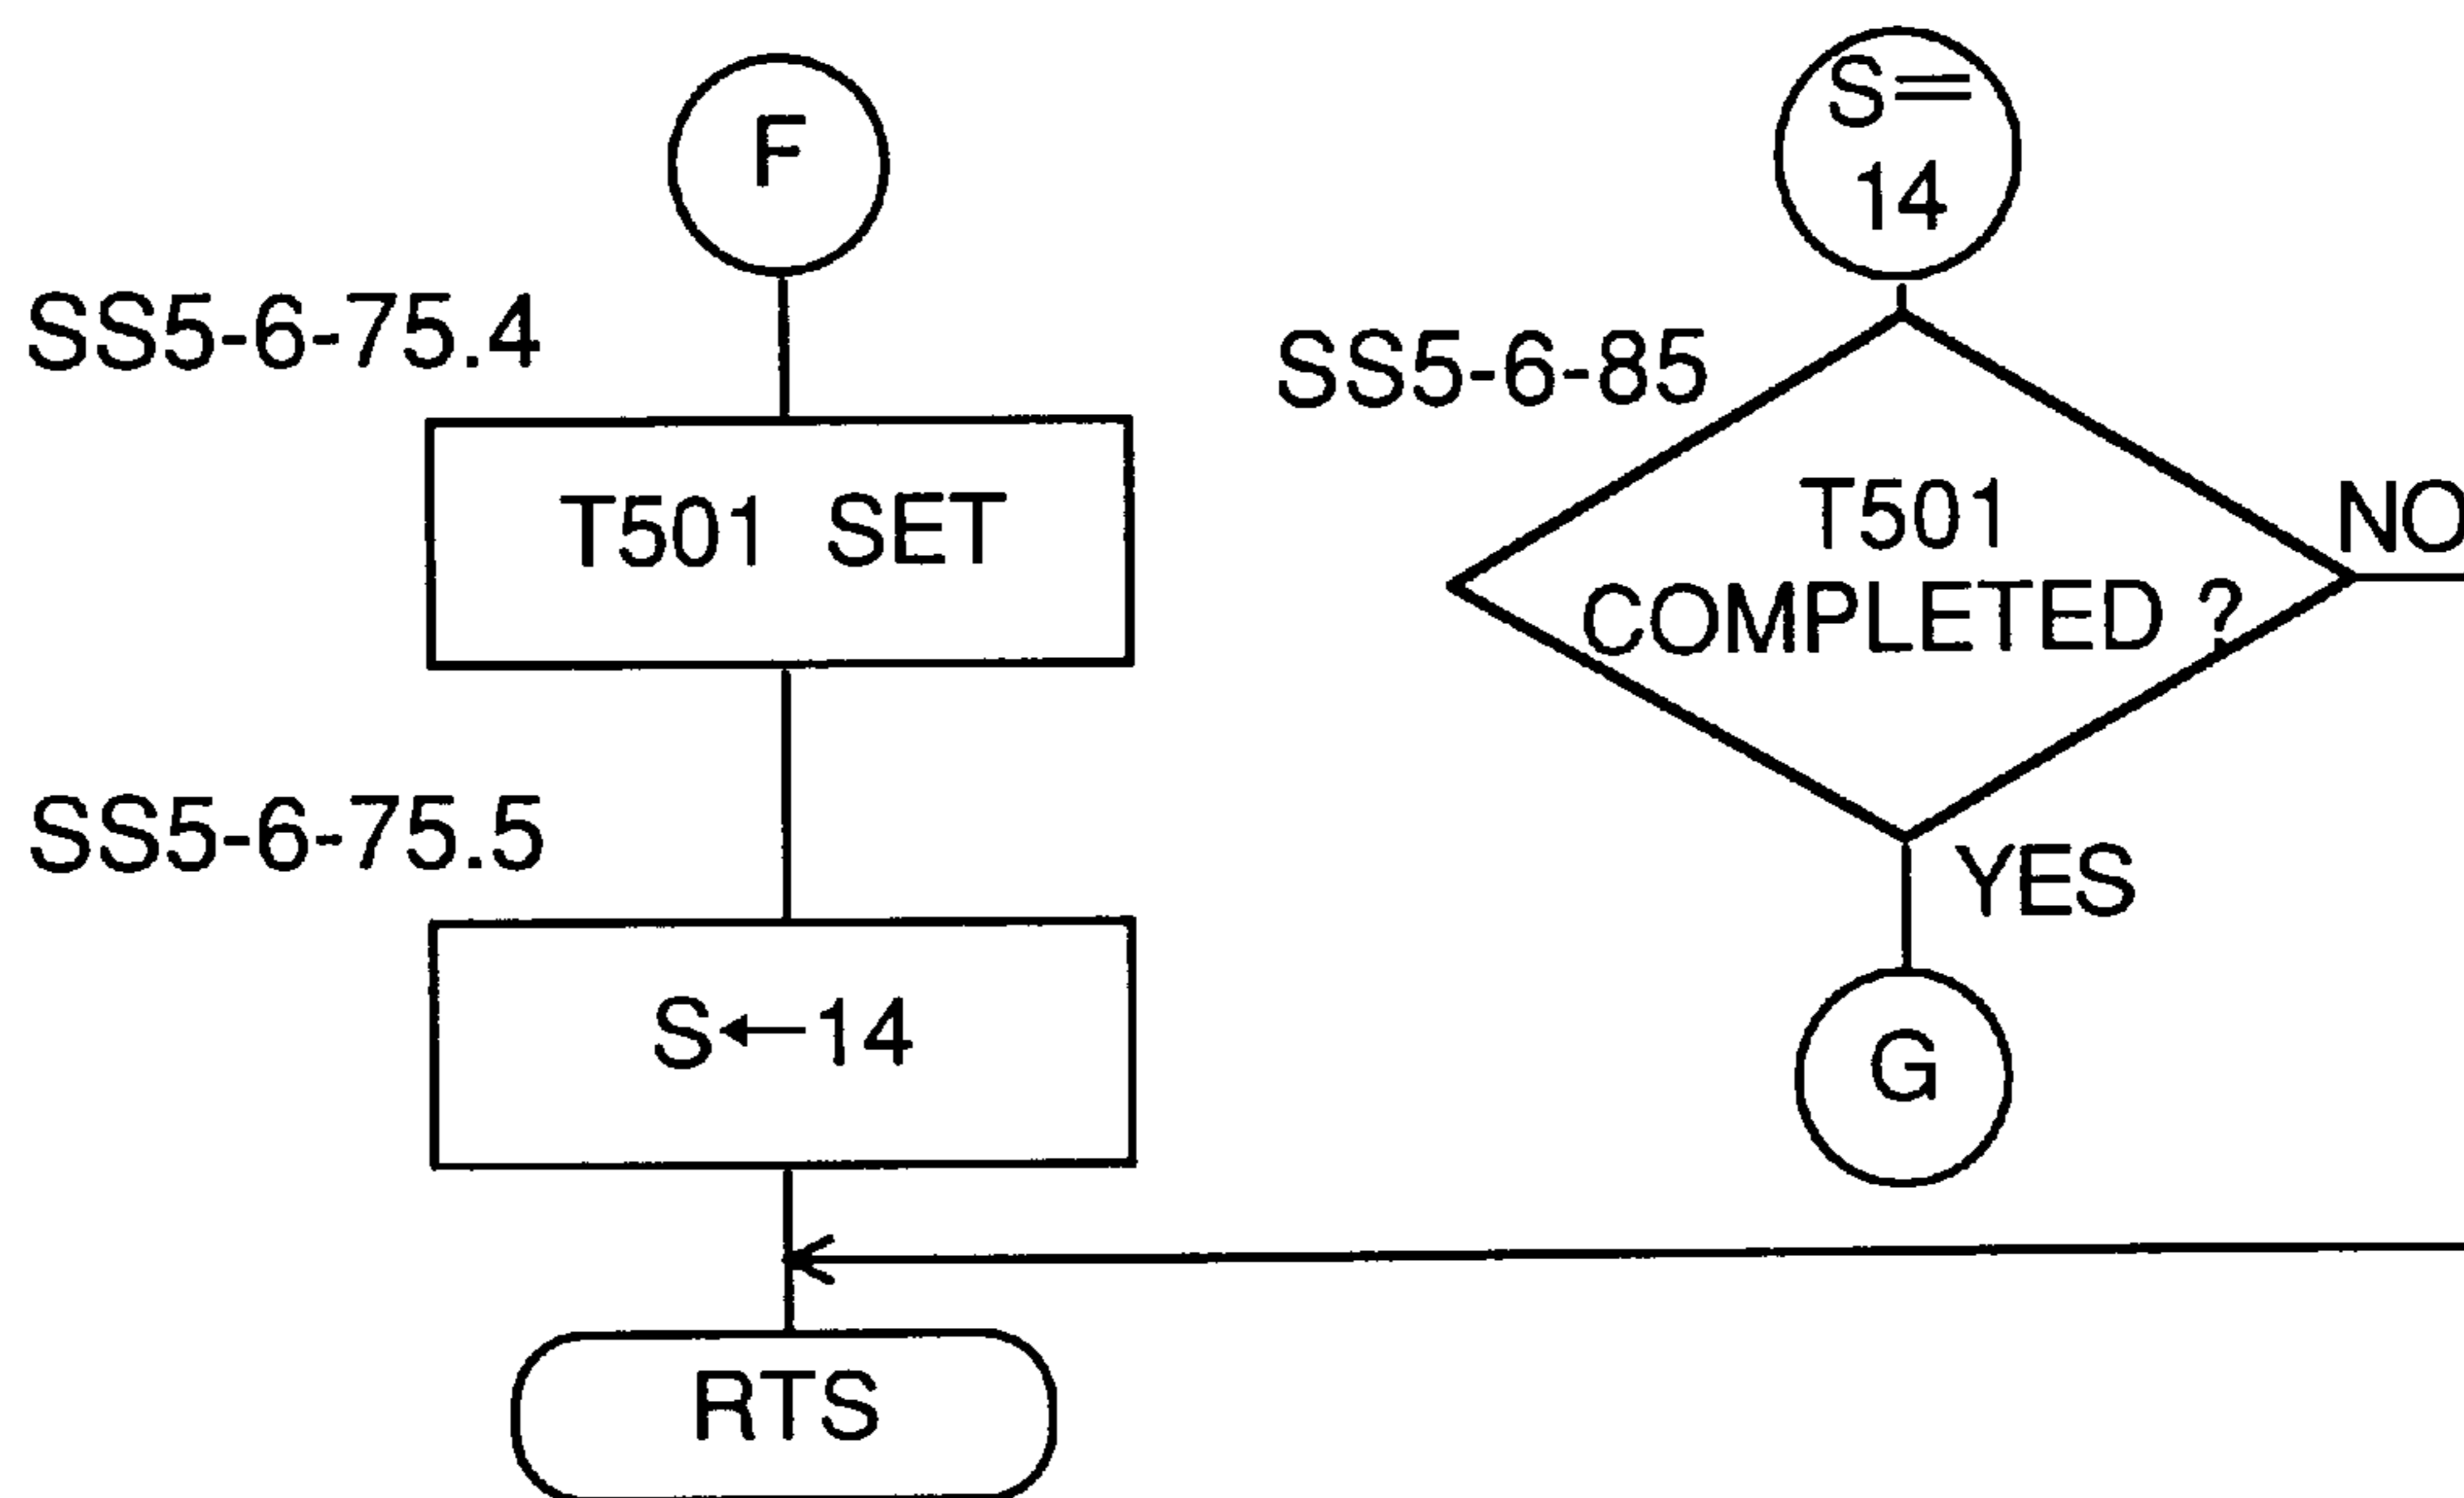 F
SS5-6-75.4
T501 SET
SS5-6-75.5
S←14
RTS
S=
14
SS5-6-85
T501
COMPLETED ?
NO
YES
G